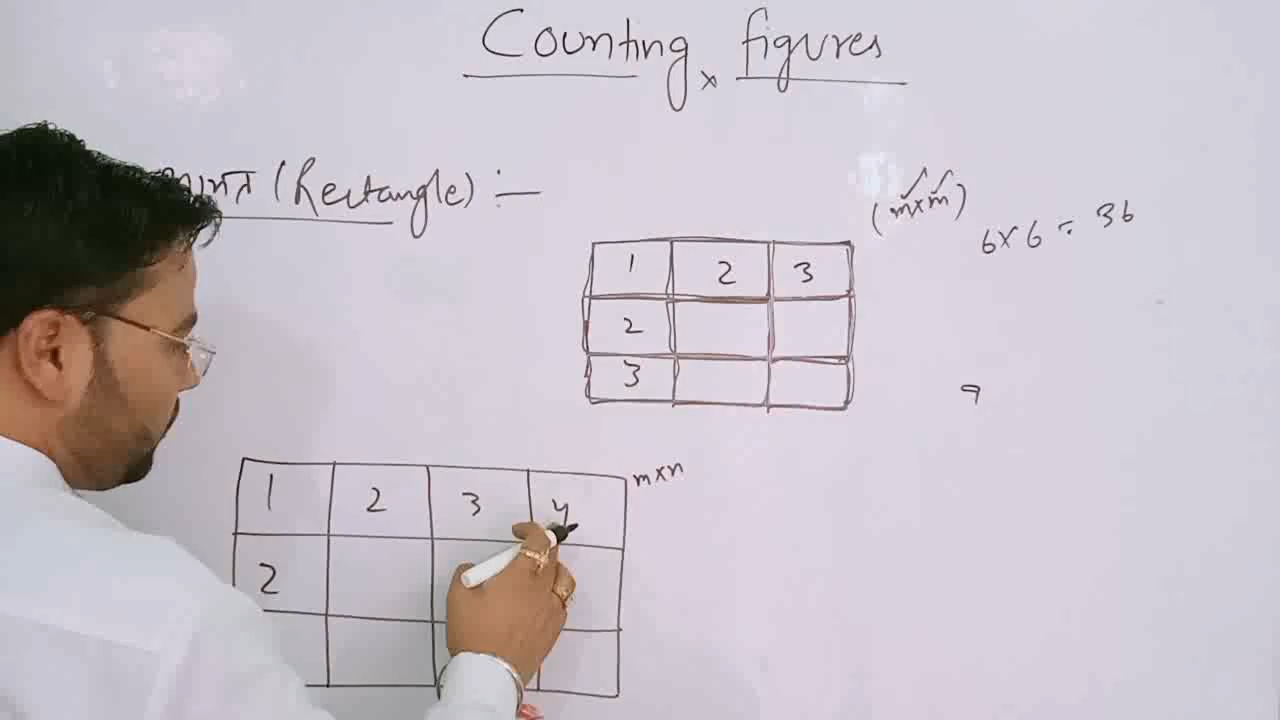 Counting figures
(Rectangle) :-
(m×m)
6×6 = 36
1 2 3
2
3
9
m×n
1 2 3 4
2